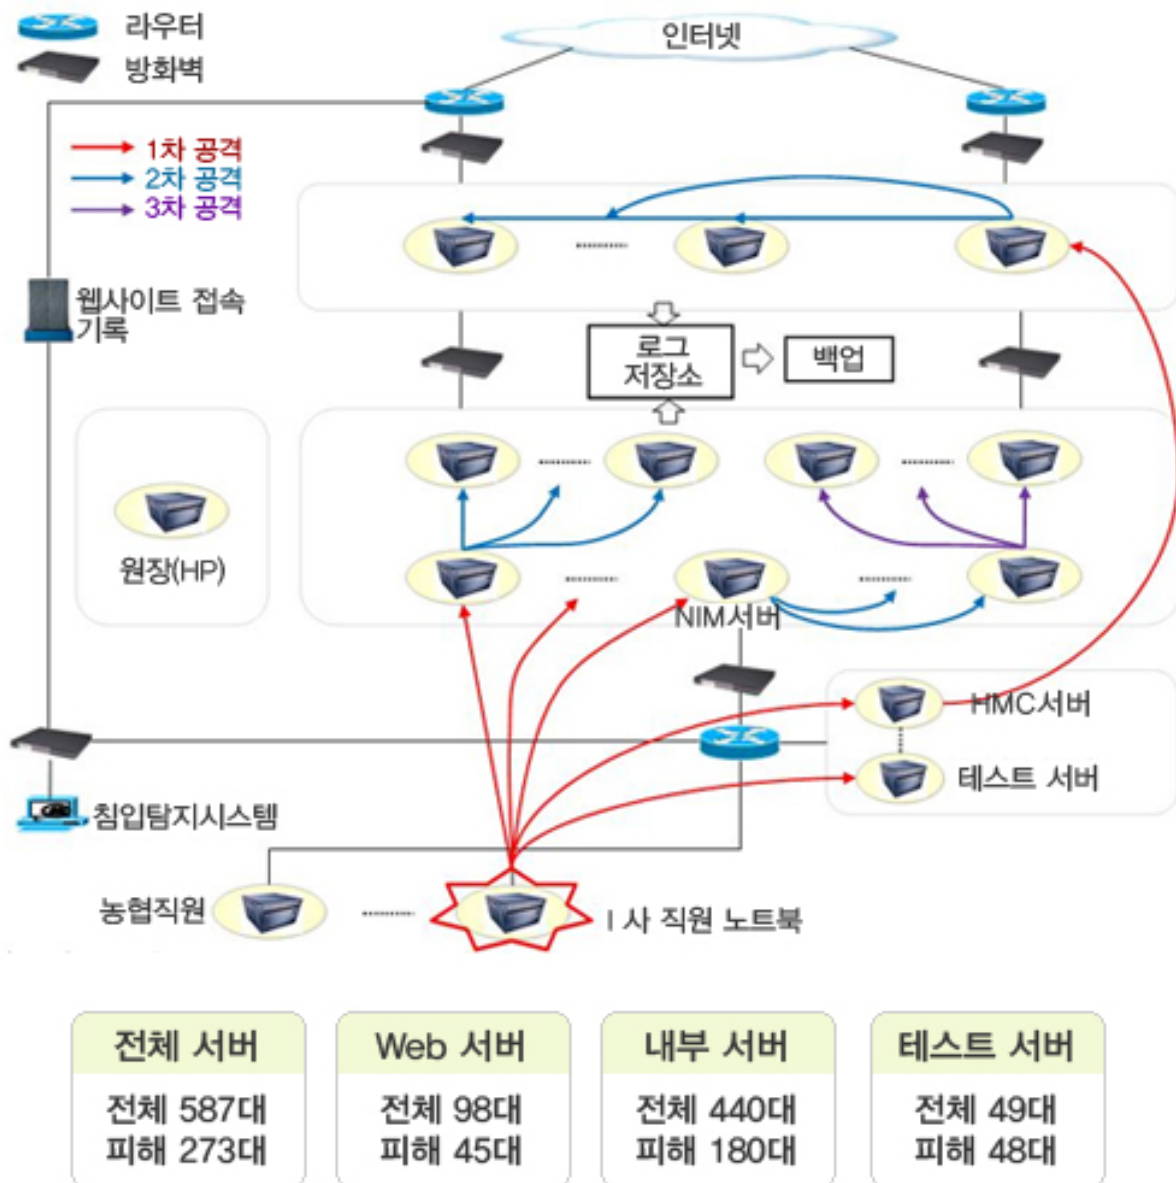 라우터
방화벽
인터넷
1차 공격
2차 공격
3차 공격
웹사이트 접속
기록
로그
저장소
백업
원장(HP)
NIM서버
HMC서버
테스트 서버
침입탐지시스템
농협직원
I 사 직원 노트북
전체 서버
전체 587대
피해 273대
Web 서버
전체 98대
피해 45대
내부 서버
전체 440대
피해 180대
테스트 서버
전체 49대
피해 48대